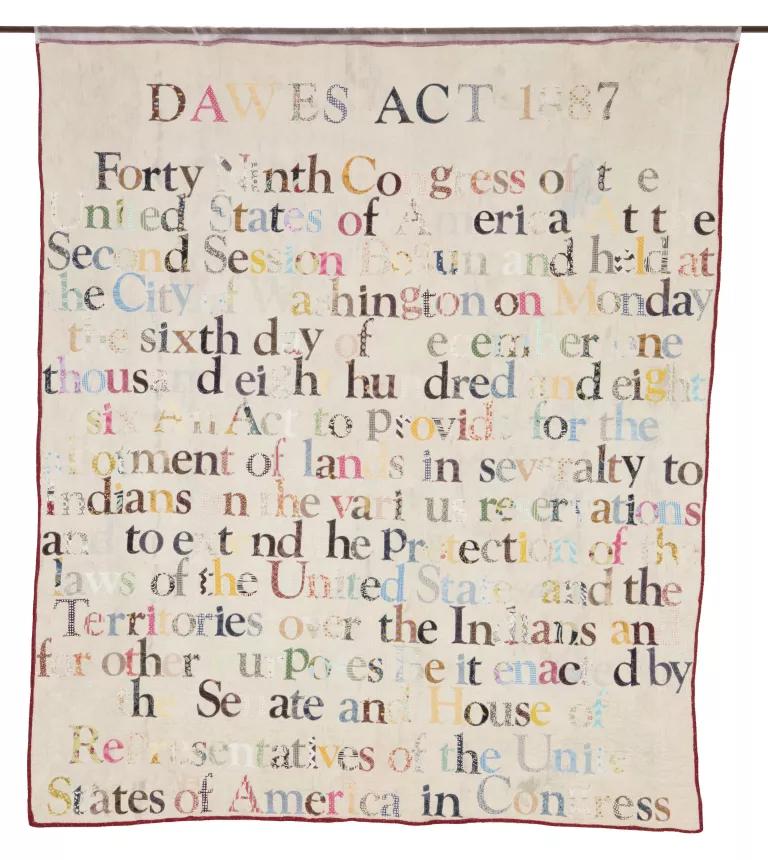 DAWES ACT 1887
Forty Ninth Congress of the
United States of America At the
Second Session Begun and held at
the City of Washington on Monday
the sixth day of December one
thousand eight hundred and eighty
six An Act to provide for the
allotment of lands in severalty to
Indians on the various reservations
and to extend the Protection of the
laws of the United States and the
Territories over the Indians and
for other purposes Be it enacted by
the Senate and House of
Representatives of the United
States of America in Congress